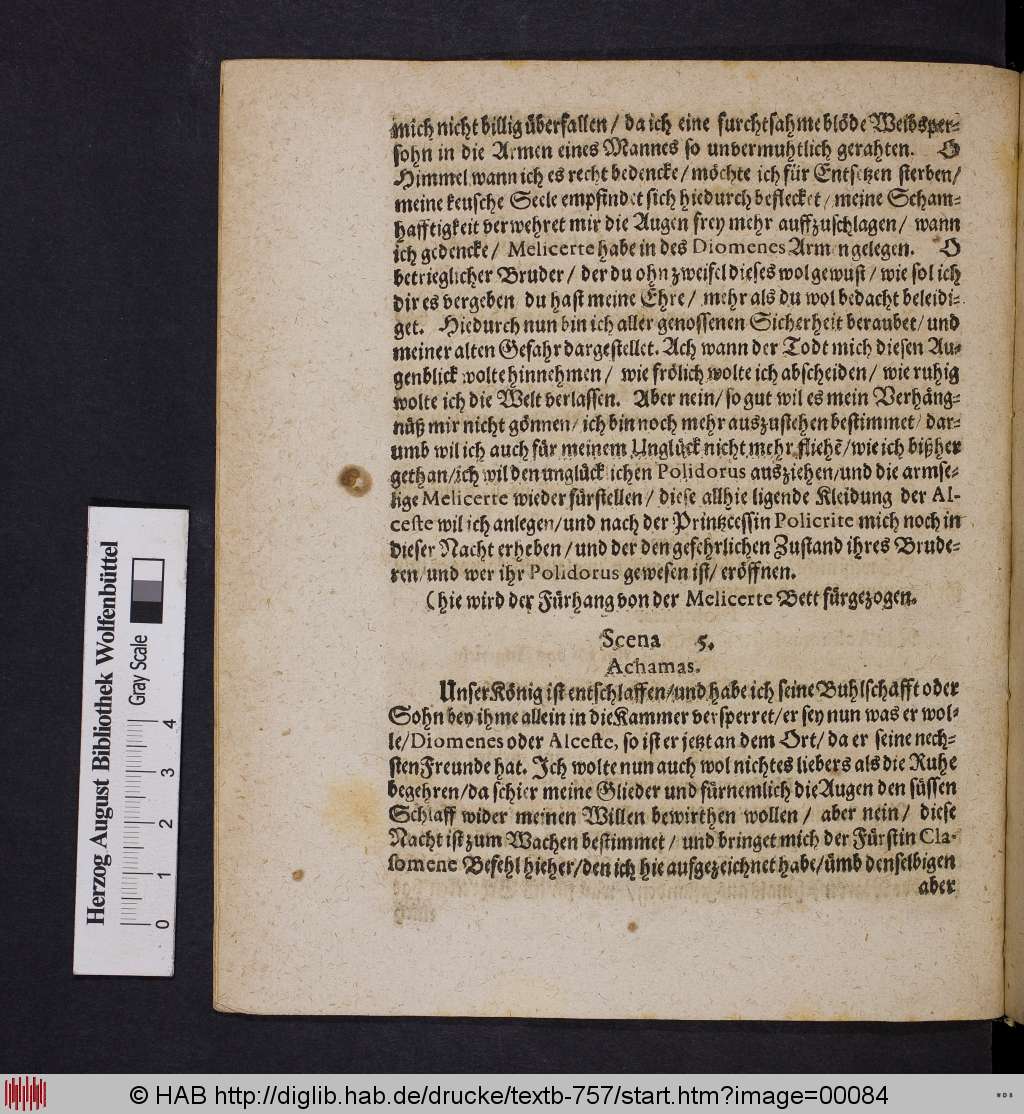 mich nicht billig überfallen / da ich eine furchtsahme blöde Weibsper-
sohn in die Armen eines Mannes so unvermuhtlich gerahten. O
Himmel wann ich es recht bedencke / möchte ich für Entsetzen sterben /
meine keusche Seele empfindet sich hiedurch beflecket / meine Scham-
hafftigkeit verwehret mir die Augen frey mehr auffzuschlagen / wann
ich gedencke / Melicerte habe in des Diomenes Armen gelegen. O
betrieglicher Bruder / der du ohn zweifel dieses wol gewust / wie sol ich
dir es vergeben du hast meine Ehre / mehr als du wol bedacht beleidi-
get. Hiedurch nun bin ich aller genossenen Sicherheit beraubet / und
meiner alten Gefahr dargestellet. Ach wann der Todt mich diesen Au-
genblick wolte hinnehmen / wie frölich wolte ich abscheiden / wie ruhig
wolte ich die Welt verlassen. Aber nein / so gut wil es mein Verhäng-
nüß mir nicht gönnen / ich bin noch mehr auszustehen bestimmet / dar-
umb wil ich auch für meinem Unglück nicht mehr fliehẽ / wie ich bißher
gethan / ich wil den unglücklichen Polidorus ausziehen / und die armse-
lige Melicerte wieder fürstellen / diese allhie ligende Kleidung der Al-
ceste wil ich anlegen / und nach der Printzcessin Policrite mich noch in
dieser Nacht erheben / und der den gefehrlichen Zustand ihres Brude-
ren / und wer ihr Polidorus gewesen ist / eröffnen.
(hie wird der Fürhang von der Melicerte Bett fürgezogen.
Scena 5.
Achamas.
Unser König ist entschlaffen / und habe ich seine Buhlschäfft oder
Sohn bey ihme allein in die Kammer versperret / er sey nun was er wol-
le / Diomenes oder Alceste, so ist er jetzt an dem Ort / da er seine nech-
sten Freunde hat. Ich wolte nun auch wol nichtes liebers als die Ruhe
begehren / da schier meine Glieder und fürnemlich die Augen den süssen
Schlaff wider meinen Willen bewirthen wollen / aber nein / diese
Nacht ist zum Wachen bestimmet / und bringet mich der Fürstin Cla-
somene Befehl hieher / den ich hie aufgezeichnet habe / ümb denselbigen
aber
Herzog August Bibliothek Wolfenbüttel
Gray Scale
0 1 2 3 4
© HAB http://diglib.hab.de/drucke/textb-757/start.htm?image=00084